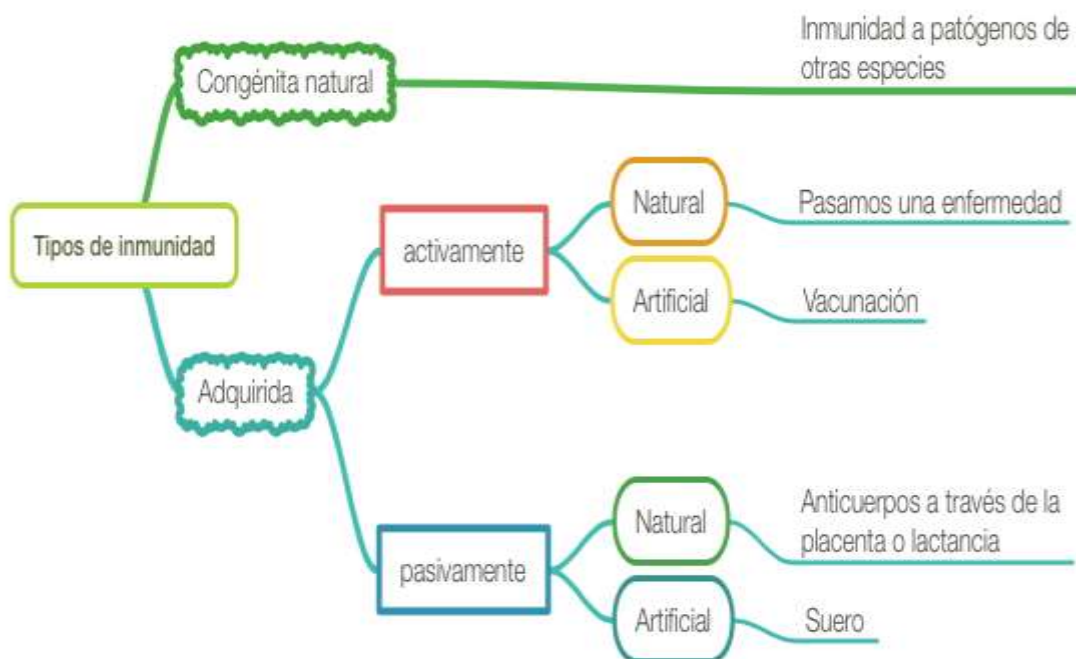 Inmunidad a patógenos de
otras especies
Congénita natural
Tipos de inmunidad
Adquirida
activamente
Natural
Pasamos una enfermedad
Artificial
Vacunación
pasivamente
Natural
Anticuerpos a través de la
placenta o lactancia
Artificial
Suero